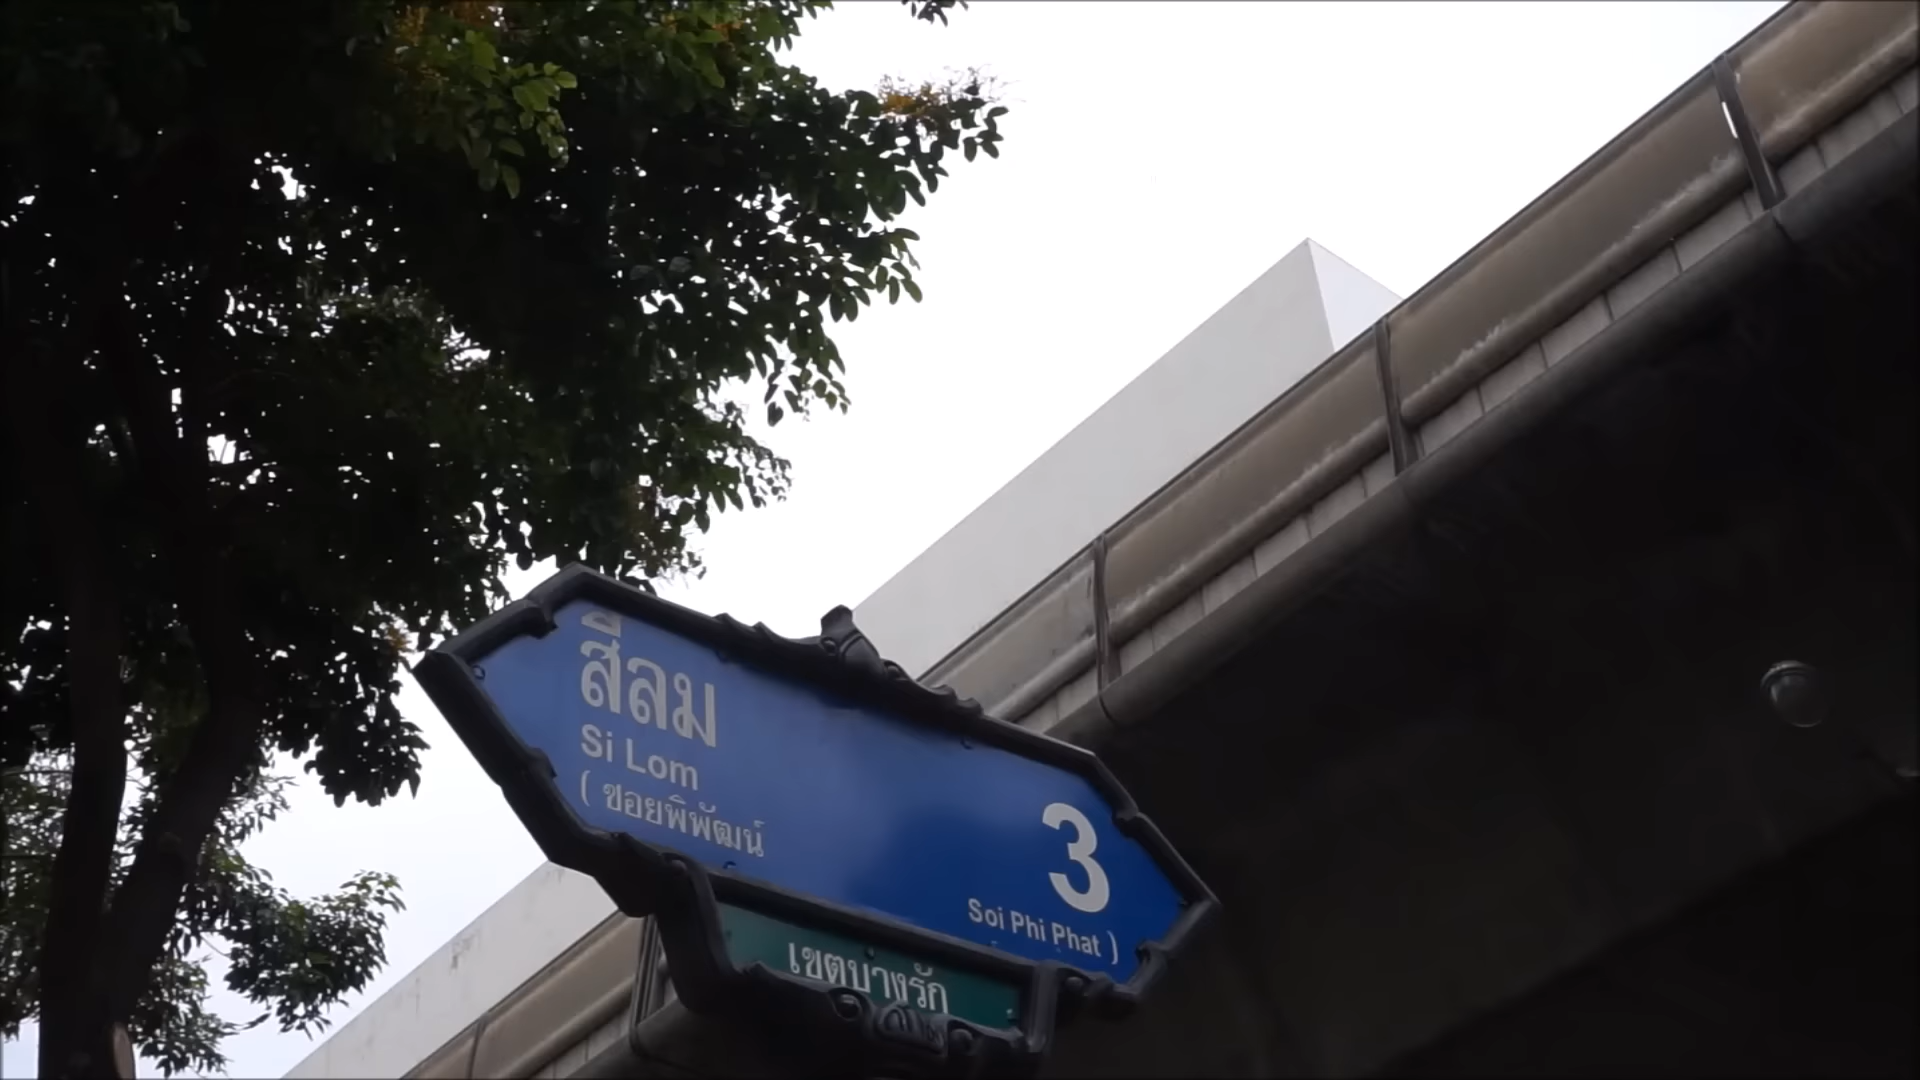 สีลม
Si Lom
3
( ซอยพิพัฒน์
Soi Phi Phat )
เขตบางรัก